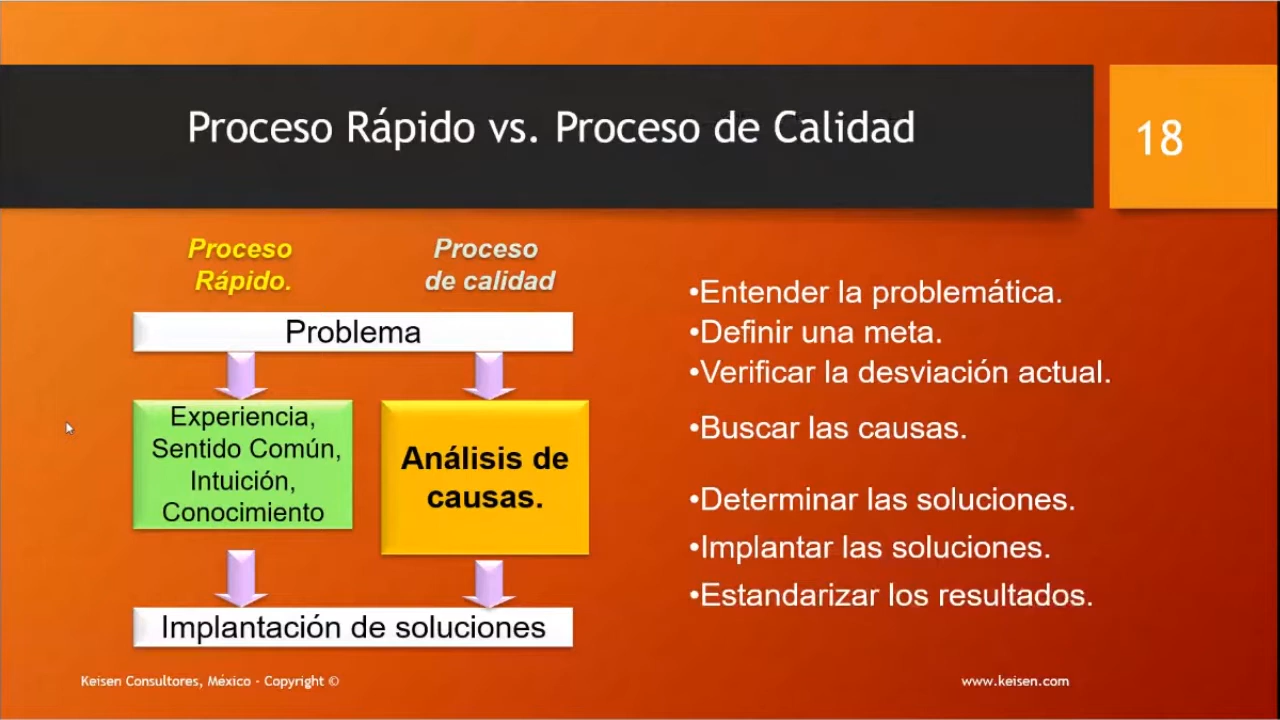 Proceso Rápido vs. Proceso de Calidad
18
Proceso
Rápido.
Proceso
de calidad
Problema
Experiencia,
Sentido Común,
Intuición,
Conocimiento
Análisis de
causas.
Implantación de soluciones
•Entender la problemática.
•Definir una meta.
•Verificar la desviación actual.
•Buscar las causas.
•Determinar las soluciones.
•Implantar las soluciones.
•Estandarizar los resultados.
Keisen Consultores, México - Copyright ©
www.keisen.com